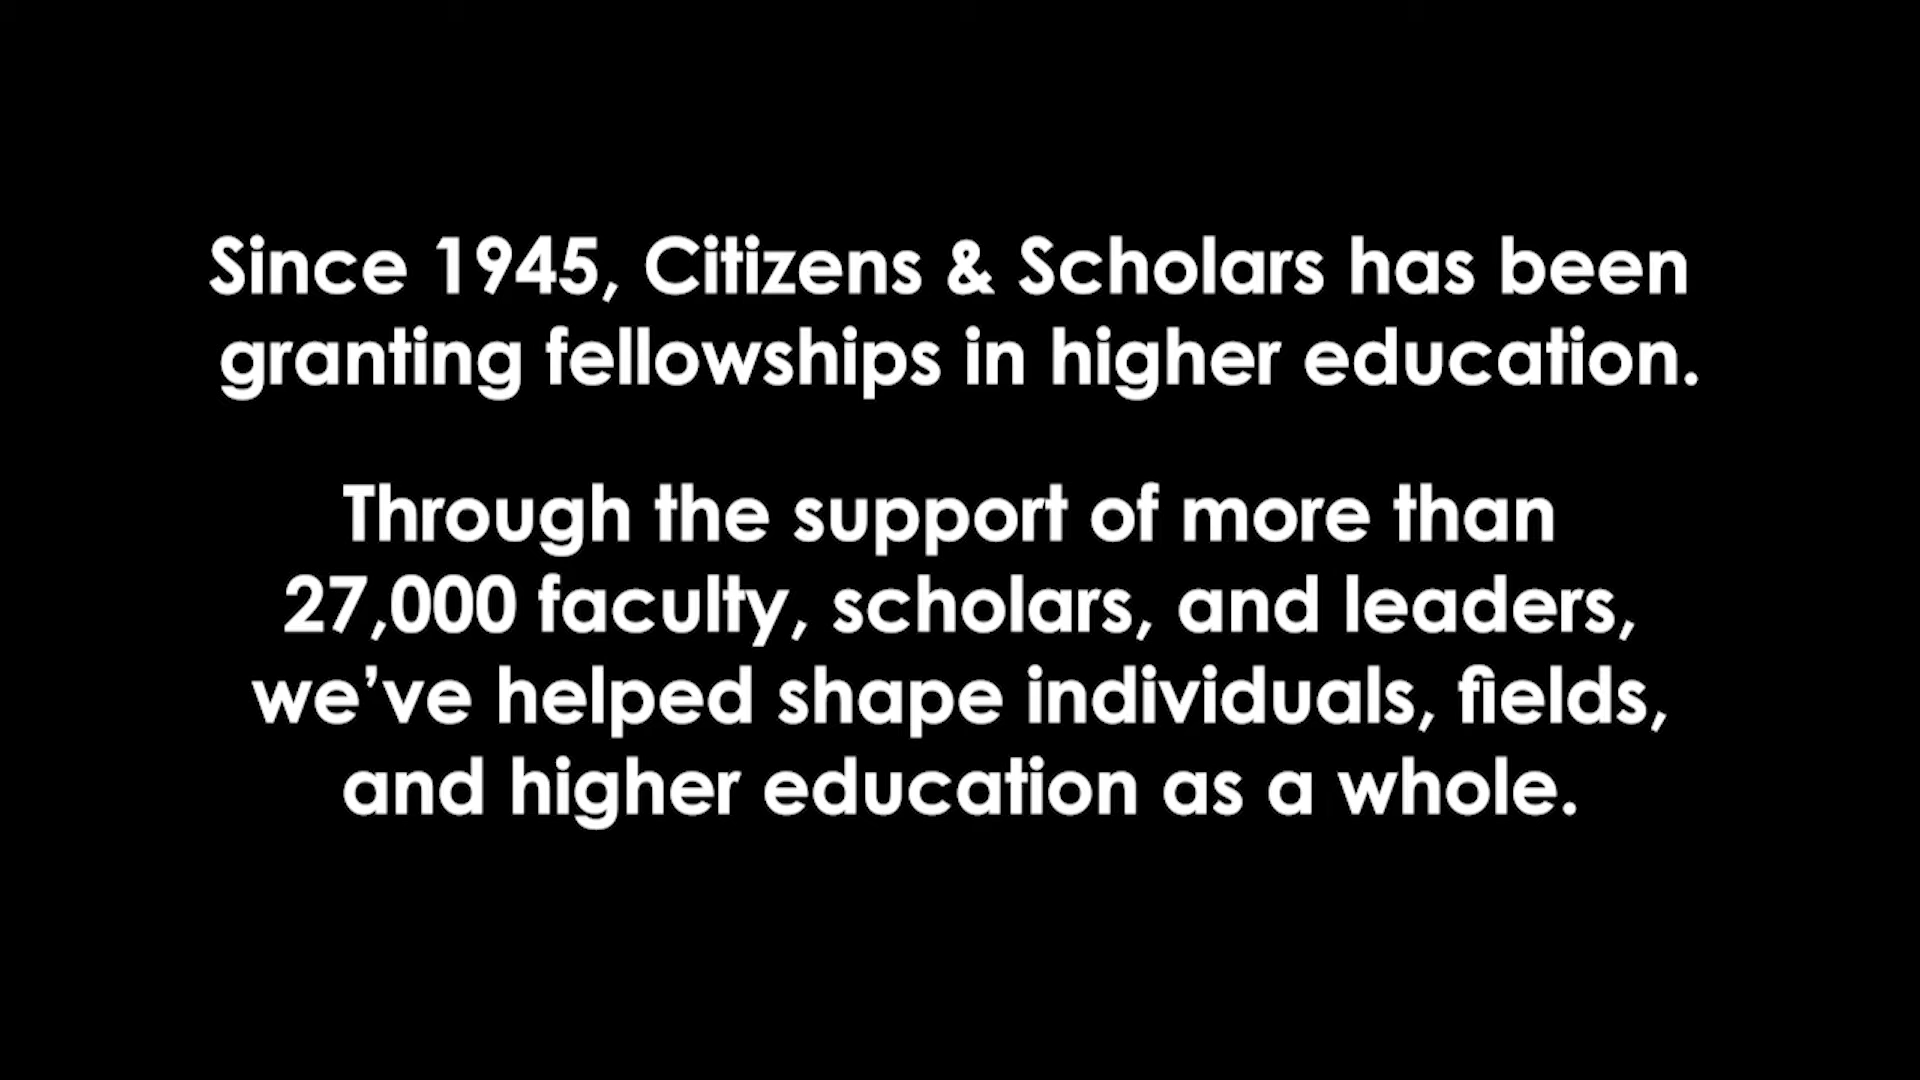 Since 1945, Citizens & Scholars has been
granting fellowships in higher education.
Through the support of more than
27,000 faculty, scholars, and leaders,
we’ve helped shape individuals, fields,
and higher education as a whole.